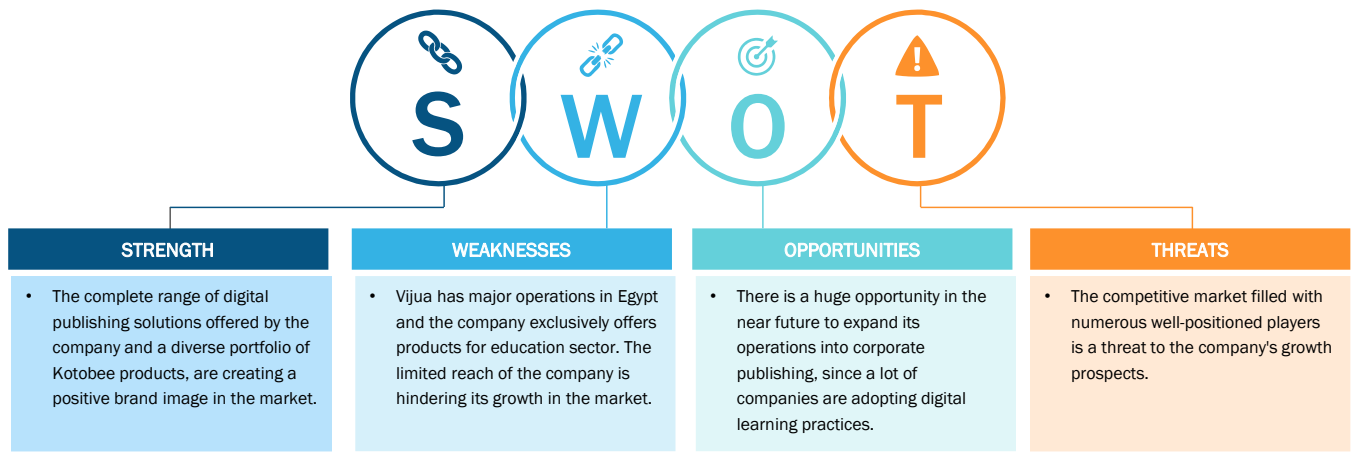 S
W
O
T
STRENGTH
• The complete range of digital
publishing solutions offered by the
company and a diverse portfolio of
Kotobee products, are creating a
positive brand image in the market.
WEAKNESSES
• Vijua has major operations in Egypt
and the company exclusively offers
products for education sector. The
limited reach of the company is
hindering its growth in the market.
OPPORTUNITIES
• There is a huge opportunity in the
near future to expand its
operations into corporate
publishing, since a lot of
companies are adopting digital
learning practices.
THREATS
• The competitive market filled with
numerous well-positioned players
is a threat to the company's growth
prospects.